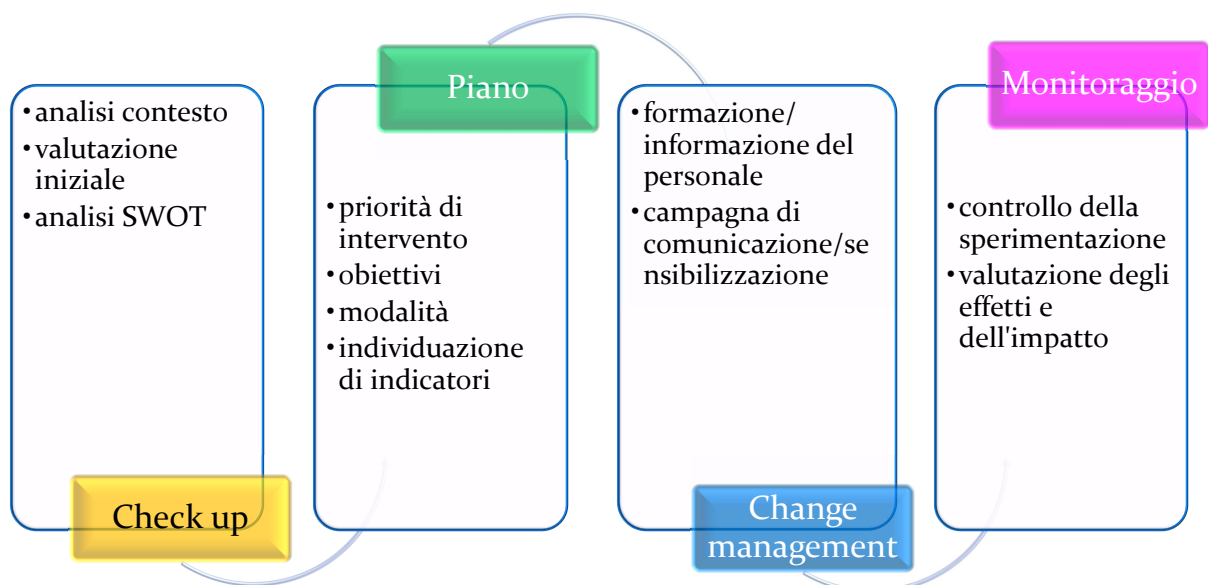 •analisi contesto
•valutazione
iniziale
•analisi SWOT
Check up
Piano
•priorità di
intervento
•obiettivi
•modalità
•individuazione
di indicatori
•formazione/
informazione del
personale
•campagna di
comunicazione/se
nsibilizzazione
Change
management
Monitoraggio
•controllo della
sperimentazione
•valutazione degli
effetti e
dell'impatto